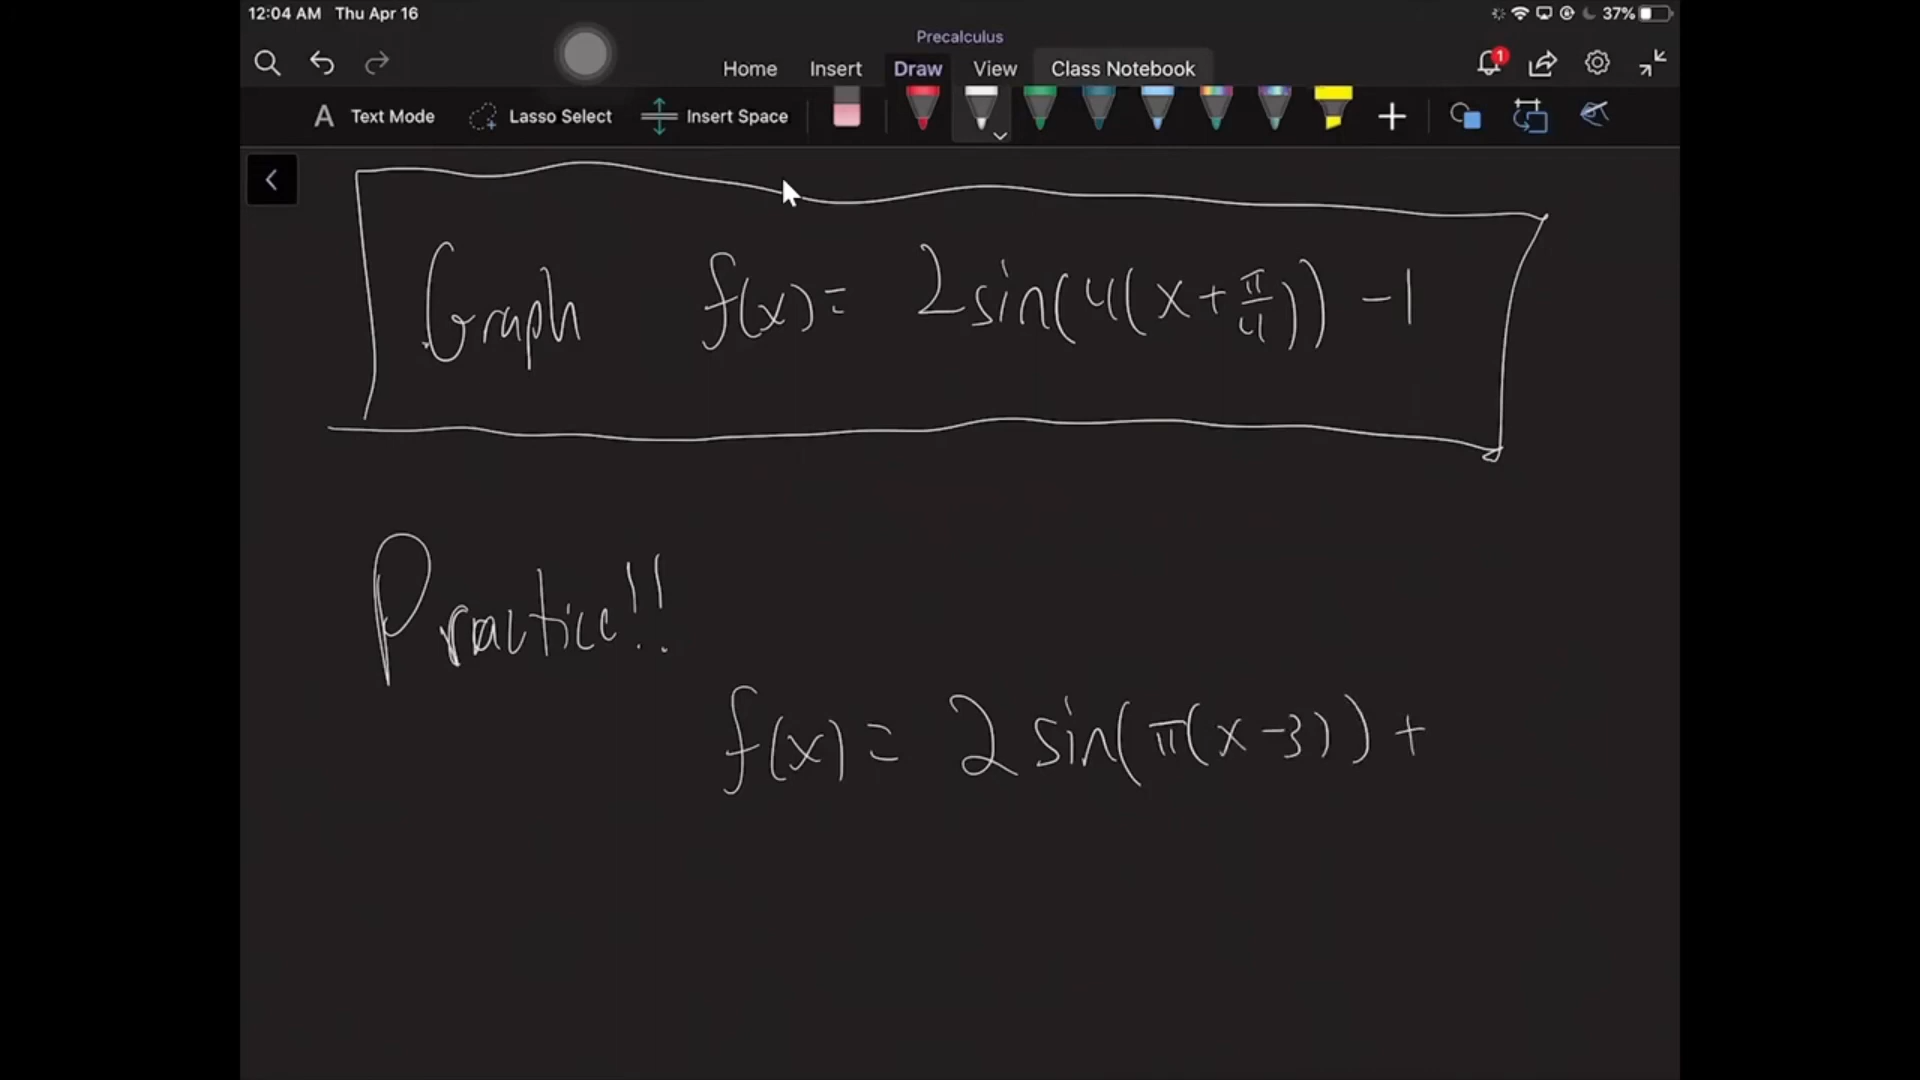 12:04 AM Thu Apr 16 37%
Precalculus
Home Insert Draw View Class Notebook 1
A Text Mode Lasso Select Insert Space
Graph f(x)= 2sin(4(x+π/4)) -1
Practice!!
f(x)= 2 sin(π(x-3)) +